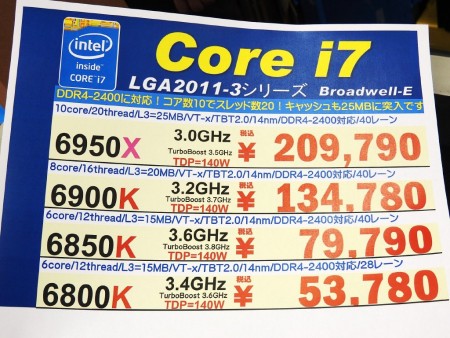 intel
inside
CORE i7
Core i7
LGA2011-3シリーズ Broadwell-E
DDR4-2400に対応！コア数10でスレッド数20！キャッシュも25MBに突入です
10core/20thread/L3=25MB/VT-x/TBT2.0/14nm/DDR4-2400対応/40レーン
6950X 3.0GHz TurboBoost 3.5GHz TDP=140W 税込 ¥ 209,790
8core/16thread/L3=20MB/VT-x/TBT2.0/14nm/DDR4-2400対応/40レーン
6900K 3.2GHz TurboBoost 3.7GHz TDP=140W 税込 ¥ 134,780
6core/12thread/L3=15MB/VT-x/TBT2.0/14nm/DDR4-2400対応/40レーン
6850K 3.6GHz TurboBoost 3.8GHz TDP=140W 税込 ¥ 79,790
6core/12thread/L3=15MB/VT-x/TBT2.0/14nm/DDR4-2400対応/28レーン
6800K 3.4GHz TurboBoost 3.6GHz TDP=140W 税込 ¥ 53,780